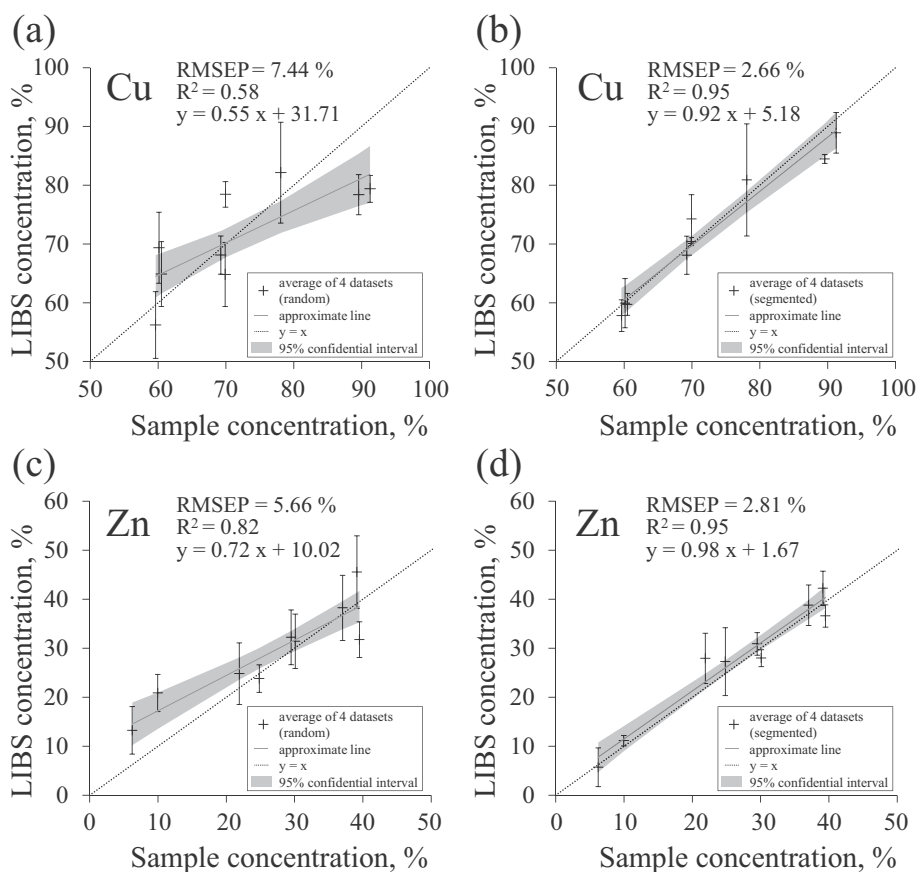 (a)
Cu
RMSEP = 7.44 %
R² = 0.58
y = 0.55 x + 31.71
LIBS concentration, %
100
90
80
70
60
50
average of 4 datasets
(random)
approximate line
y = x
95% confidential interval
50 60 70 80 90 100
Sample concentration, %
(b)
Cu
RMSEP = 2.66 %
R² = 0.95
y = 0.92 x + 5.18
LIBS concentration, %
100
90
80
70
60
50
average of 4 datasets
(segmented)
approximate line
y = x
95% confidential interval
50 60 70 80 90 100
Sample concentration, %
(c)
Zn
RMSEP = 5.66 %
R² = 0.82
y = 0.72 x + 10.02
LIBS concentration, %
60
50
40
30
20
10
0
average of 4 datasets
(random)
approximate line
y = x
95% confidential interval
0 10 20 30 40 50
Sample concentration, %
(d)
Zn
RMSEP = 2.81 %
R² = 0.95
y = 0.98 x + 1.67
LIBS concentration, %
60
50
40
30
20
10
0
average of 4 datasets
(segmented)
approximate line
y = x
95% confidential interval
0 10 20 30 40 50
Sample concentration, %